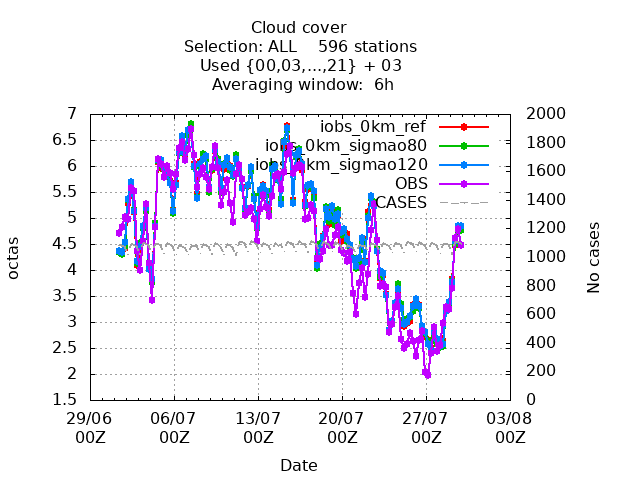 Cloud cover
Selection: ALL    596 stations
Used {00,03,...,21} + 03
Averaging window:  6h
7
6.5
6
5.5
5
4.5
4
3.5
3
2.5
2
1.5
octas
2000
1800
1600
1400
1200
1000
800
600
400
200
0
No cases
iobs_0km_ref
iobs_0km_sigmao80
iobs_0km_sigmao120
OBS
CASES
29/06 06/07 13/07 20/07 27/07 03/08
00Z 00Z 00Z 00Z 00Z 00Z
Date